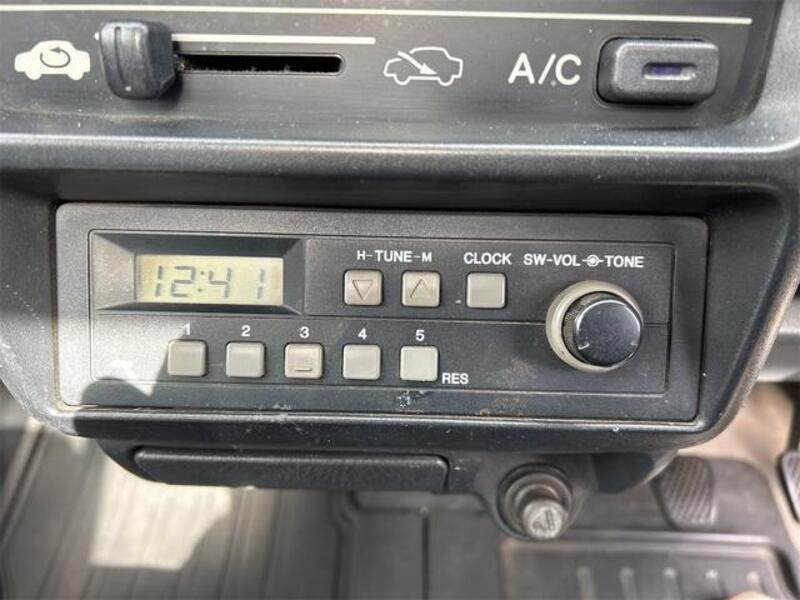 A/C
H-TUNE-M
CLOCK
SW-VOL-TONE
12:41
1 2 3 4 5
RES